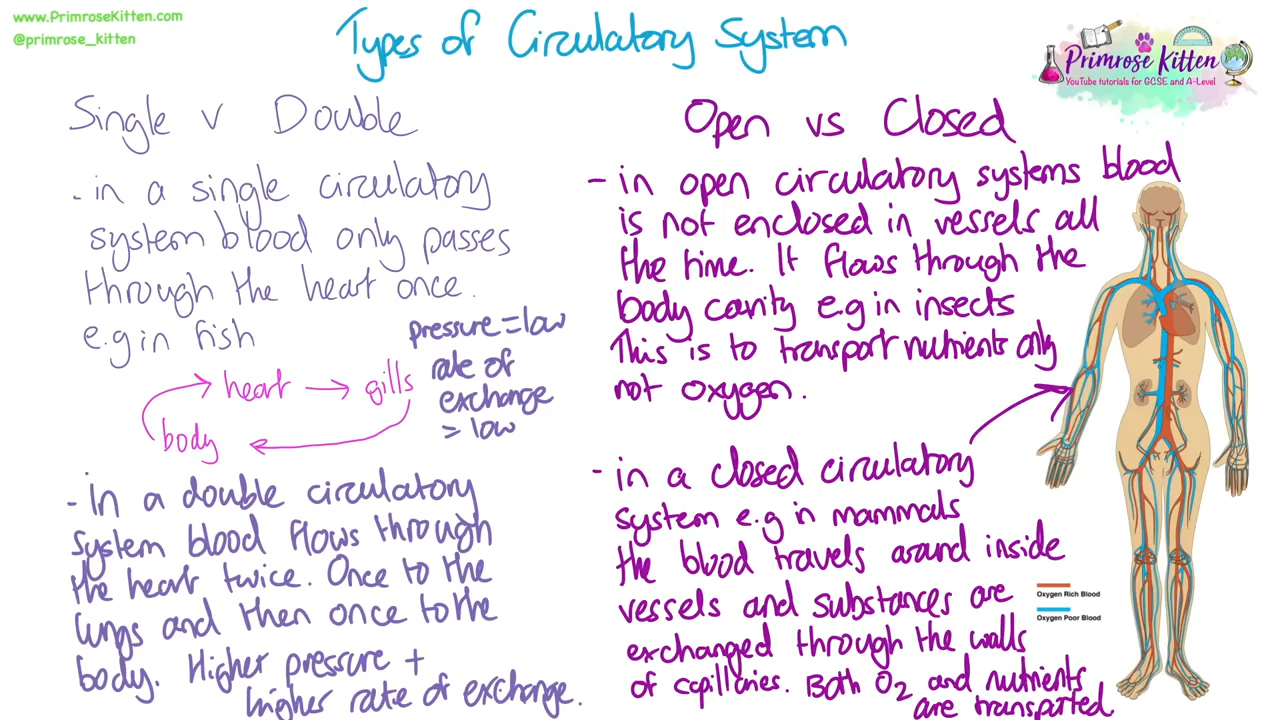 www.PrimroseKitten.com
@primrose_kitten
Types of Circulatory System
Primrose Kitten
YouTube tutorials for GCSE and A-Level
Single v Double
- in a single circulatory
system blood only passes
through the heart once.
e.g in fish
pressure = low
rate of
exchange
= low
heart → gills
body
- In a double circulatory
system blood flows through
the heart twice. Once to the
lungs and then once to the
body. Higher pressure +
higher rate of exchange.
Open vs Closed
- in open circulatory systems blood
is not enclosed in vessels all
the time. It flows through the
body cavity e.g in insects
This is to transport nutrients only
not oxygen.
- in a closed circulatory
system e.g in mammals
the blood travels around inside
vessels and substances are
exchanged through the walls
of capillaries. Both O₂ and nutrients
are transported
Oxygen Rich Blood
Oxygen Poor Blood